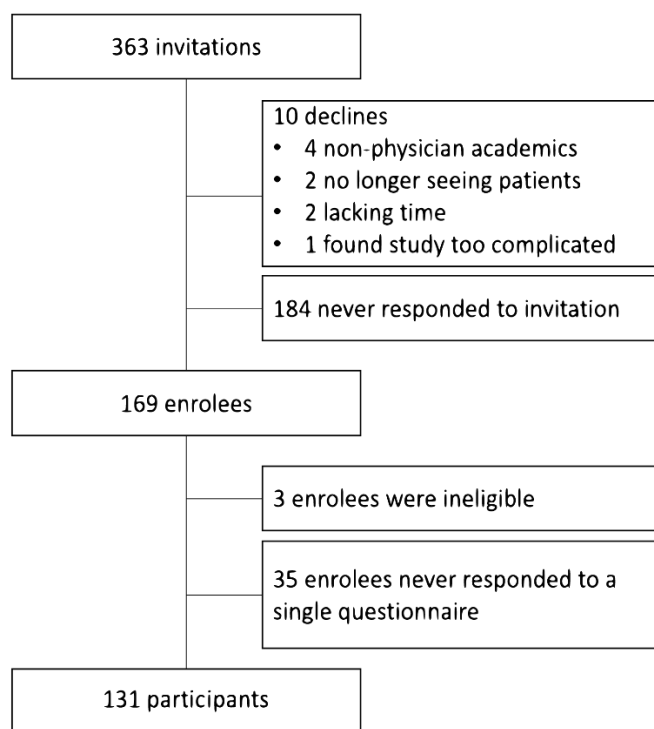 363 invitations
10 declines
• 4 non-physician academics
• 2 no longer seeing patients
• 2 lacking time
• 1 found study too complicated
184 never responded to invitation
169 enrolees
3 enrolees were ineligible
35 enrolees never responded to a
single questionnaire
131 participants